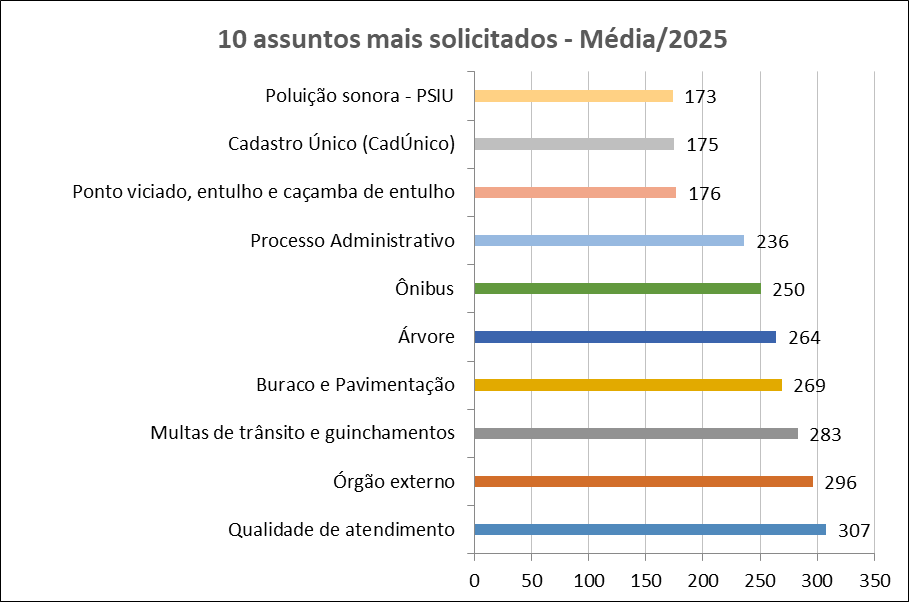 10 assuntos mais solicitados - Média/2025
Poluição sonora - PSIU 173
Cadastro Único (CadÚnico) 175
Ponto viciado, entulho e caçamba de entulho 176
Processo Administrativo 236
Ônibus 250
Árvore 264
Buraco e Pavimentação 269
Multas de trânsito e guinchamentos 283
Órgão externo 296
Qualidade de atendimento 307
0 50 100 150 200 250 300 350